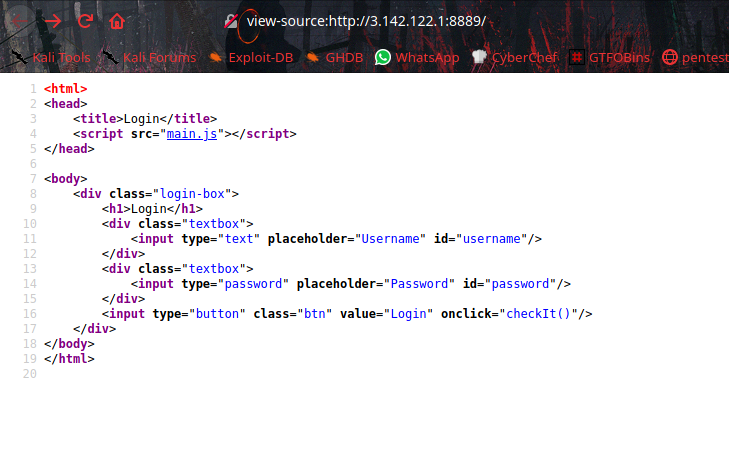 view-source:http://3.142.122.1:8889/
Kali Tools Kali Forums Exploit-DB GHDB WhatsApp CyberChef GTFOBins pentest
1 <html>
2 <head>
3     <title>Login</title>
4     <script src="main.js"></script>
5 </head>
6
7 <body>
8     <div class="login-box">
9         <h1>Login</h1>
10         <div class="textbox">
11             <input type="text" placeholder="Username" id="username"/>
12         </div>
13         <div class="textbox">
14             <input type="password" placeholder="Password" id="password"/>
15         </div>
16         <input type="button" class="btn" value="Login" onclick="checkIt()"/>
17     </div>
18 </body>
19 </html>
20